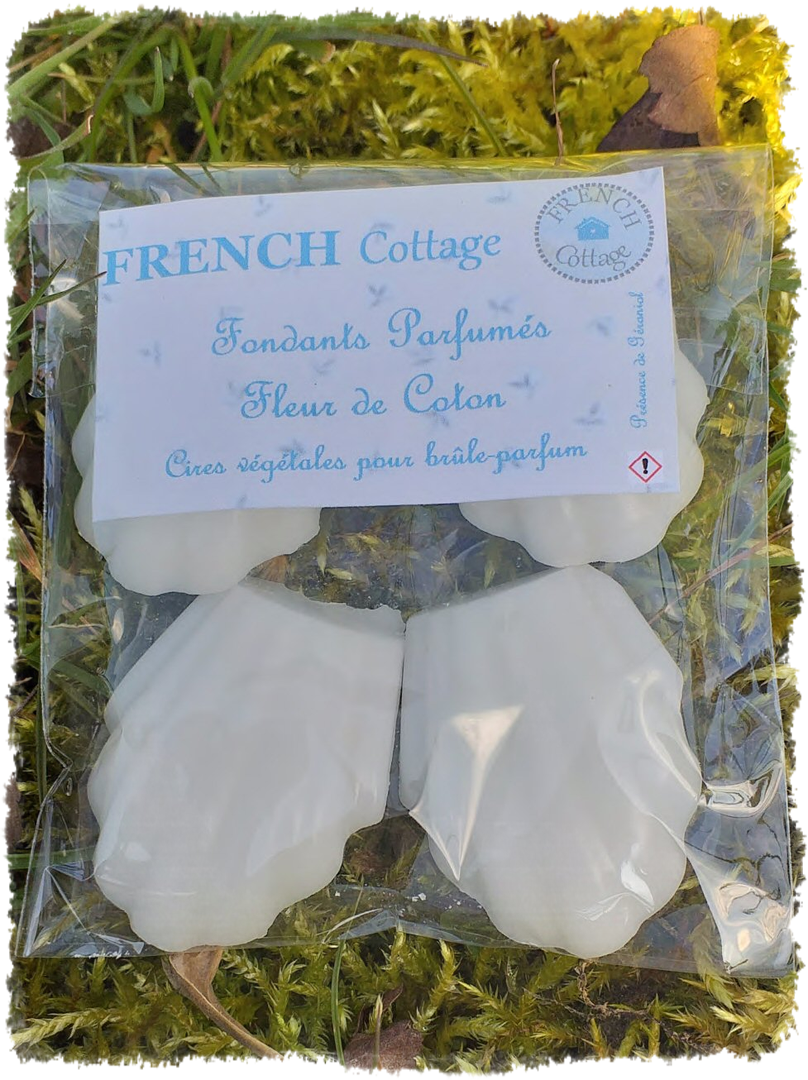 FRENCH Cottage
FRENCH
Cottage
Fondants Parfumés
Fleur de Coton
Cires végétales pour brûle-parfum
Présence de Géraniol